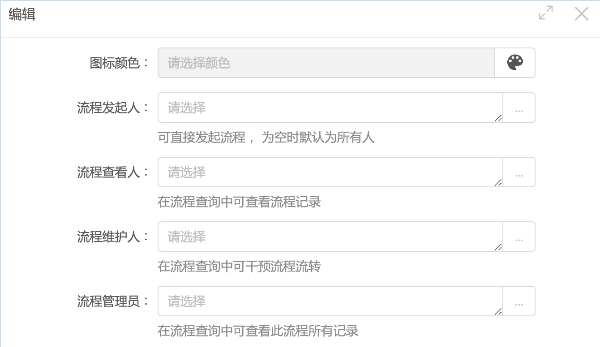 编辑
图标颜色： 请选择颜色
流程发起人： 请选择 ...
可直接发起流程 ，为空时默认为所有人
流程查看人： 请选择 ...
在流程查询中可查看流程记录
流程维护人： 请选择 ...
在流程查询中可干预流程流转
流程管理员： 请选择 ...
在流程查询中可查看此流程所有记录